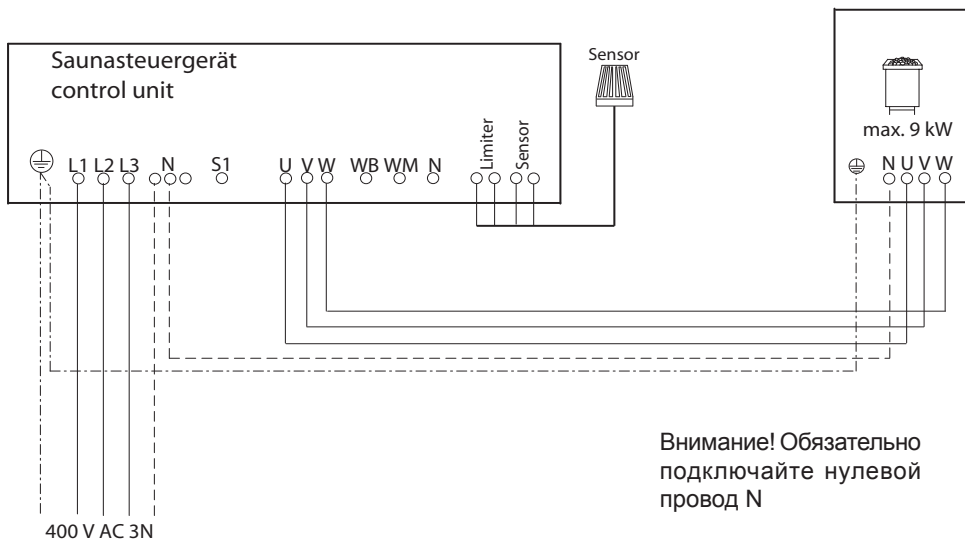 Saunasteuergerät
control unit
Sensor
max. 9 kW
L1 L2 L3 N S1 U V W WB WM N Limiter Sensor
N U V W
Внимание! Обязательно
подключайте нулевой
провод N
400 V AC 3N